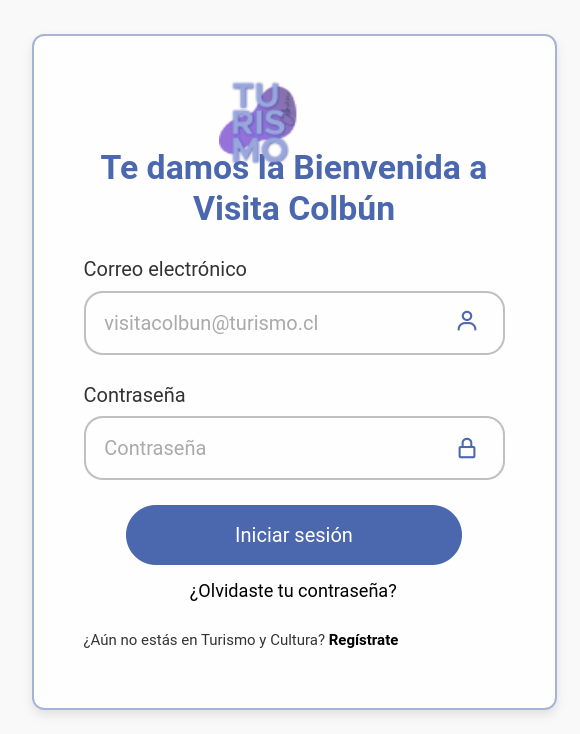 TU
RIS
MO
Te damos la Bienvenida a
Visita Colbún
Correo electrónico
visitacolbun@turismo.cl
Contraseña
Contraseña
Iniciar sesión
¿Olvidaste tu contraseña?
¿Aún no estás en Turismo y Cultura? Regístrate